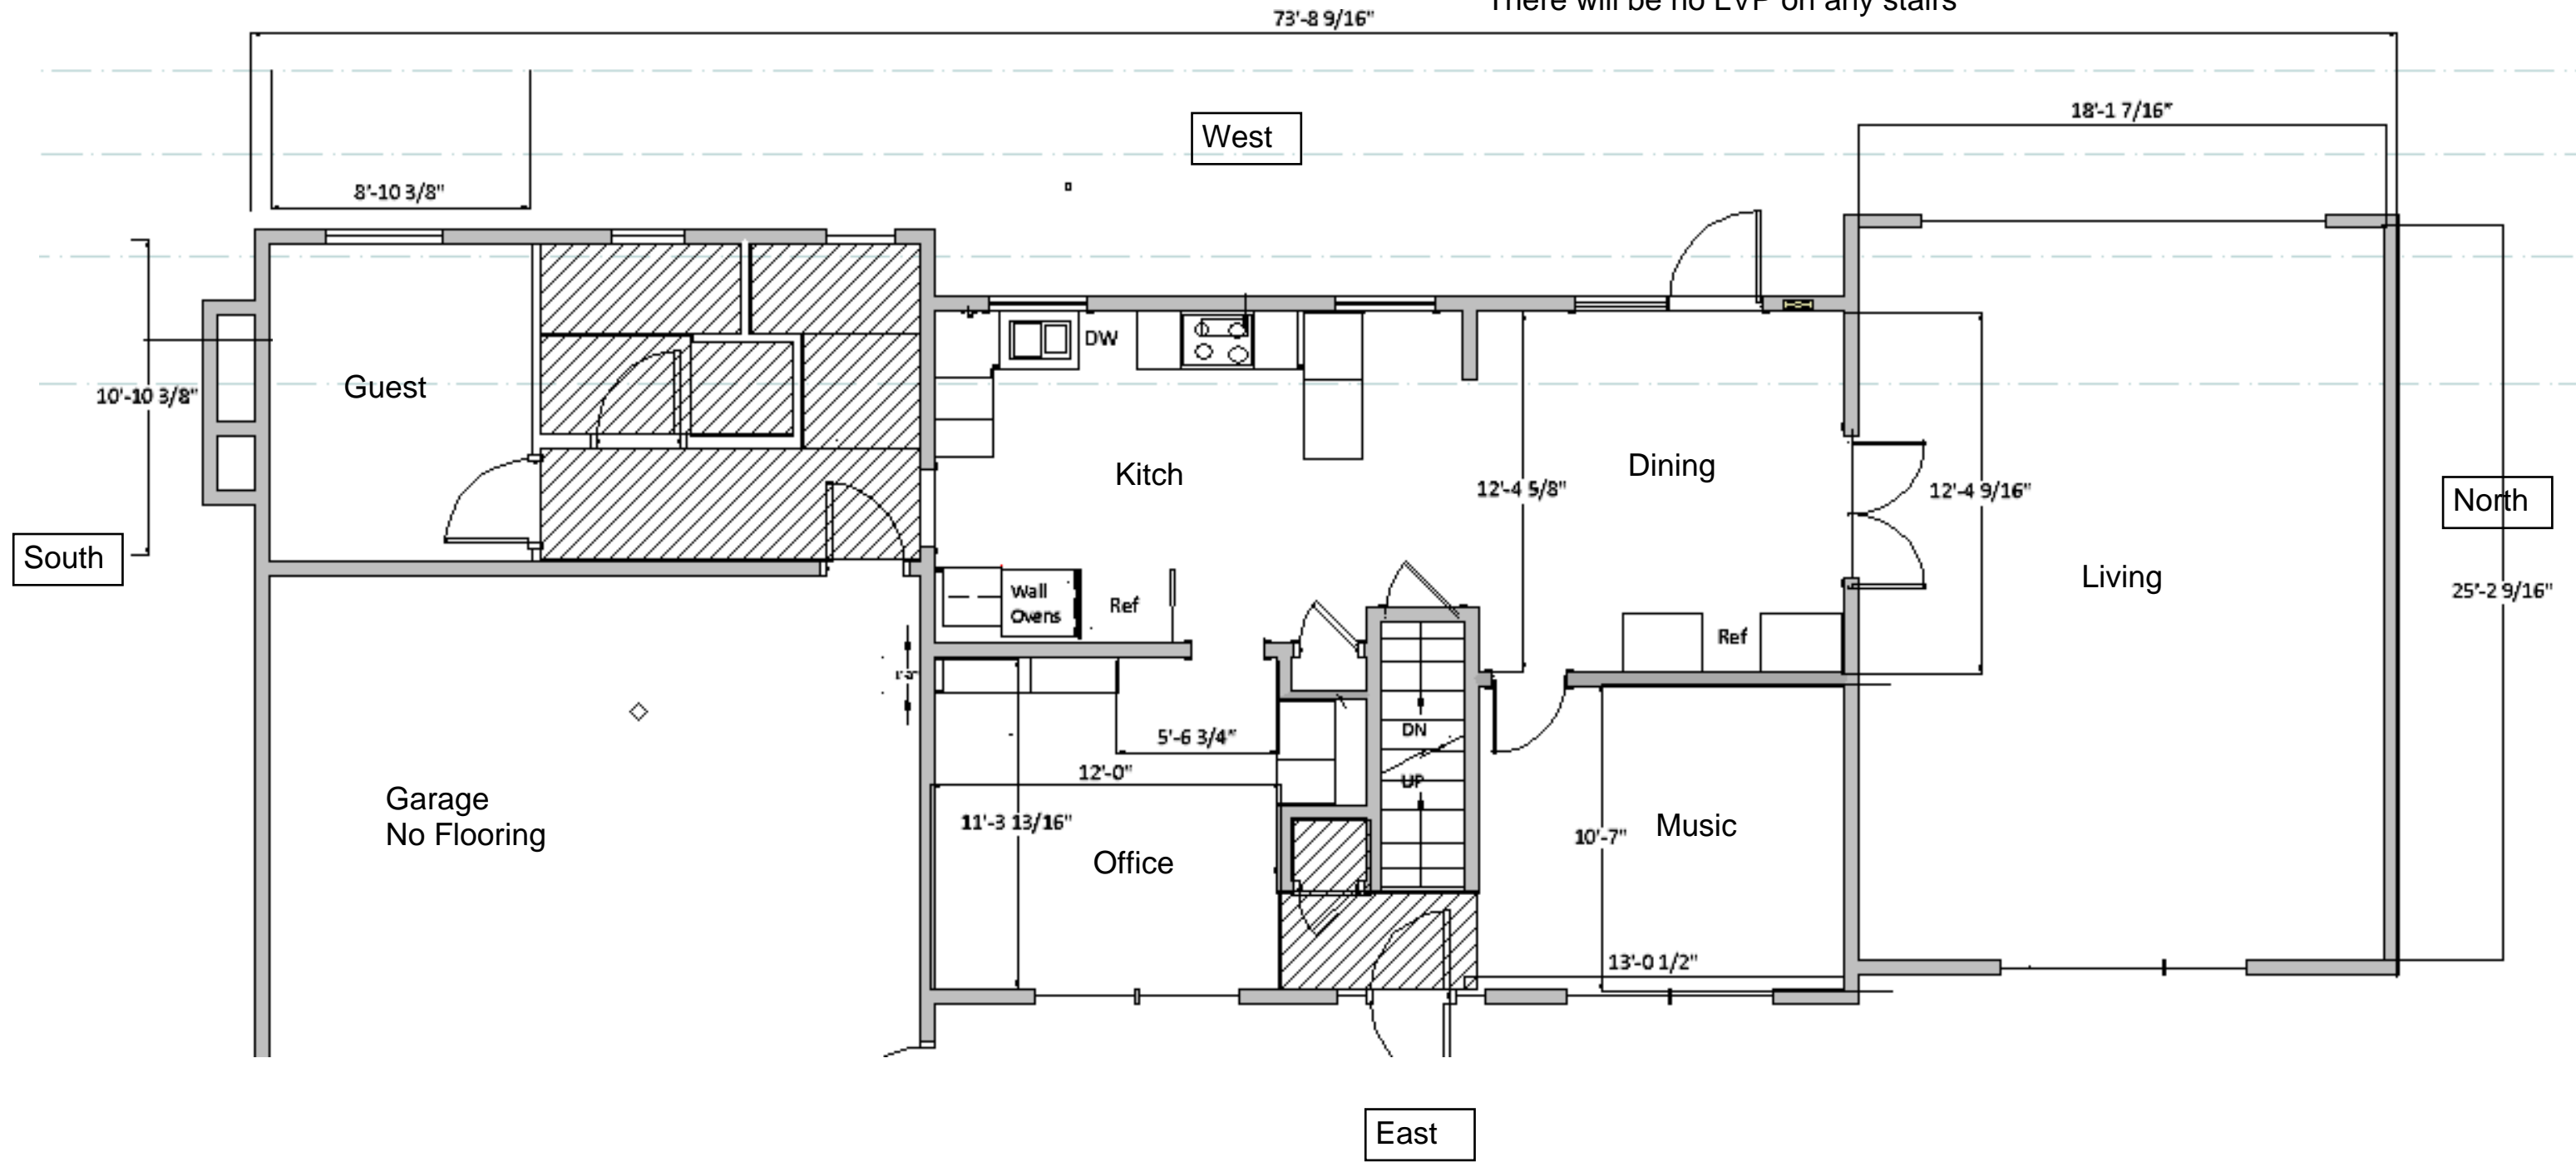 There will be no LVP on any stairs
73'-8 9/16"
18'-1 7/16"
West
8'-10 3/8"
DW
Guest
10'-10 3/8"
Kitch
Dining
12'-4 5/8"
12'-4 9/16"
North
South
Living
25'-2 9/16"
Wall
Ovens
Ref
Ref
DN
5'-6 3/4"
12'-0"
UP
Garage
No Flooring
11'-3 13/16"
Office
10'-7"
Music
13'-0 1/2"
East